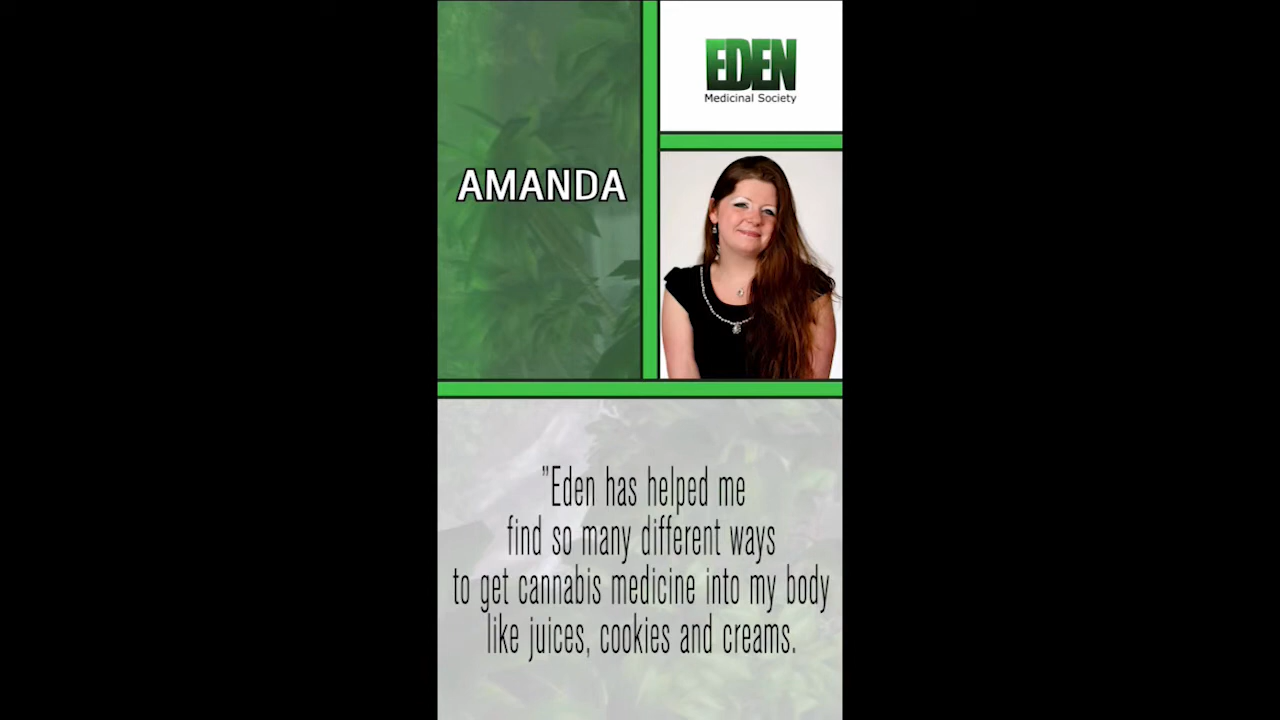 EDEN
Medicinal Society
AMANDA
"Eden has helped me
find so many different ways
to get cannabis medicine into my body
like juices, cookies and creams.